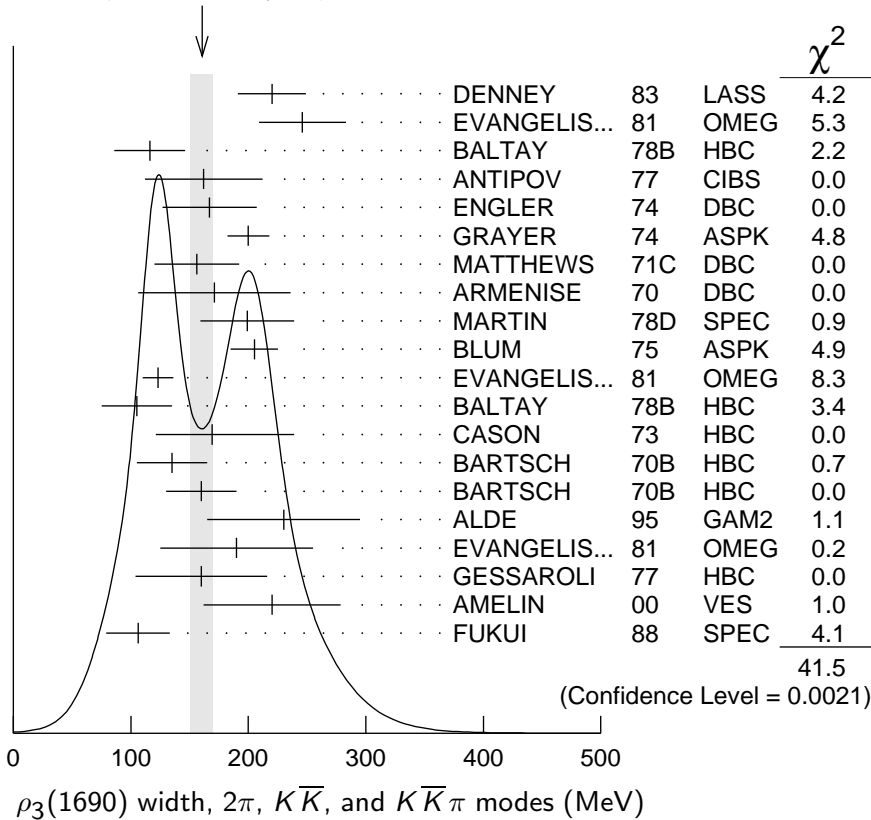 χ2
DENNEY 83 LASS 4.2
EVANGELIS... 81 OMEG 5.3
BALTAY 78B HBC 2.2
ANTIPOV 77 CIBS 0.0
ENGLER 74 DBC 0.0
GRAYER 74 ASPK 4.8
MATTHEWS 71C DBC 0.0
ARMENISE 70 DBC 0.0
MARTIN 78D SPEC 0.9
BLUM 75 ASPK 4.9
EVANGELIS... 81 OMEG 8.3
BALTAY 78B HBC 3.4
CASON 73 HBC 0.0
BARTSCH 70B HBC 0.7
BARTSCH 70B HBC 0.0
ALDE 95 GAM2 1.1
EVANGELIS... 81 OMEG 0.2
GESSAROLI 77 HBC 0.0
AMELIN 00 VES 1.0
FUKUI 88 SPEC 4.1
41.5
(Confidence Level = 0.0021)
0 100 200 300 400 500
ρ3(1690) width, 2π, KK̅, and KK̅π modes (MeV)